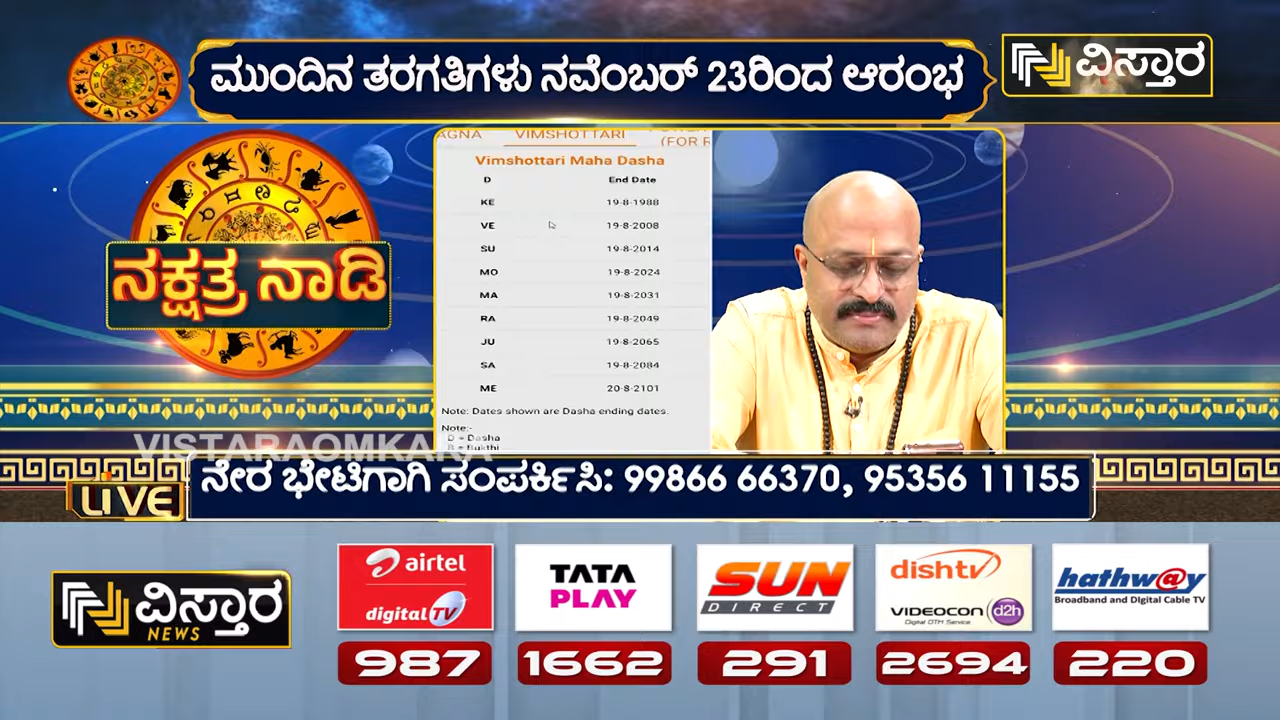 ಮುಂದಿನ ತರಗತಿಗಳು ನವೆಂಬರ್ 23ರಿಂದ ಆರಂಭ
ವಿಸ್ತಾರ
ನಕ್ಷತ್ರ ನಾಡಿ
AGNA VIMSHOTTARI
(FOR R
Vimshottari Maha Dasha
D End Date
KE 19-8-1988
VE 19-8-2008
SU 19-8-2014
MO 19-8-2024
MA 19-8-2031
RA 19-8-2049
JU 19-8-2065
SA 19-8-2084
ME 20-8-2101
Note: Dates shown are Dasha ending dates.
Note:-
D = Dasha
B = Bukthi
VISTARAOMKARA
LIVE
ನೇರ ಭೇಟಿಗಾಗಿ ಸಂಪರ್ಕಿಸಿ: 99866 66370, 95356 11155
ವಿಸ್ತಾರ
NEWS
airtel
digital TV
987
TATA
PLAY
1662
SUN
DIRECT
291
dishtv
VIDEOCON d2h
Digital DTH Service
2694
hathw@y
Broadband and Digital Cable TV
220